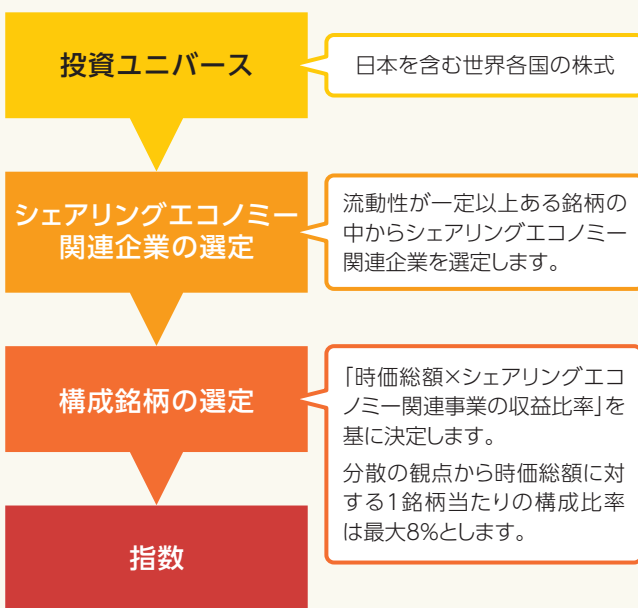 投資ユニバース
日本を含む世界各国の株式
シェアリングエコノミー
関連企業の選定
流動性が一定以上ある銘柄の
中からシェアリングエコノミー
関連企業を選定します。
構成銘柄の選定
「時価総額×シェアリングエコ
ノミー関連事業の収益比率」を
基に決定します。
分散の観点から時価総額に対
する1銘柄当たりの構成比率
は最大8%とします。
指数